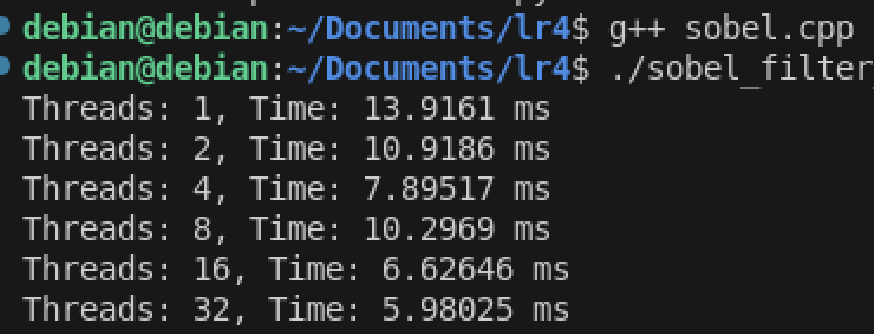 debian@debian:~/Documents/lr4$ g++ sobel.cpp
debian@debian:~/Documents/lr4$ ./sobel_filter
Threads: 1, Time: 13.9161 ms
Threads: 2, Time: 10.9186 ms
Threads: 4, Time: 7.89517 ms
Threads: 8, Time: 10.2969 ms
Threads: 16, Time: 6.62646 ms
Threads: 32, Time: 5.98025 ms